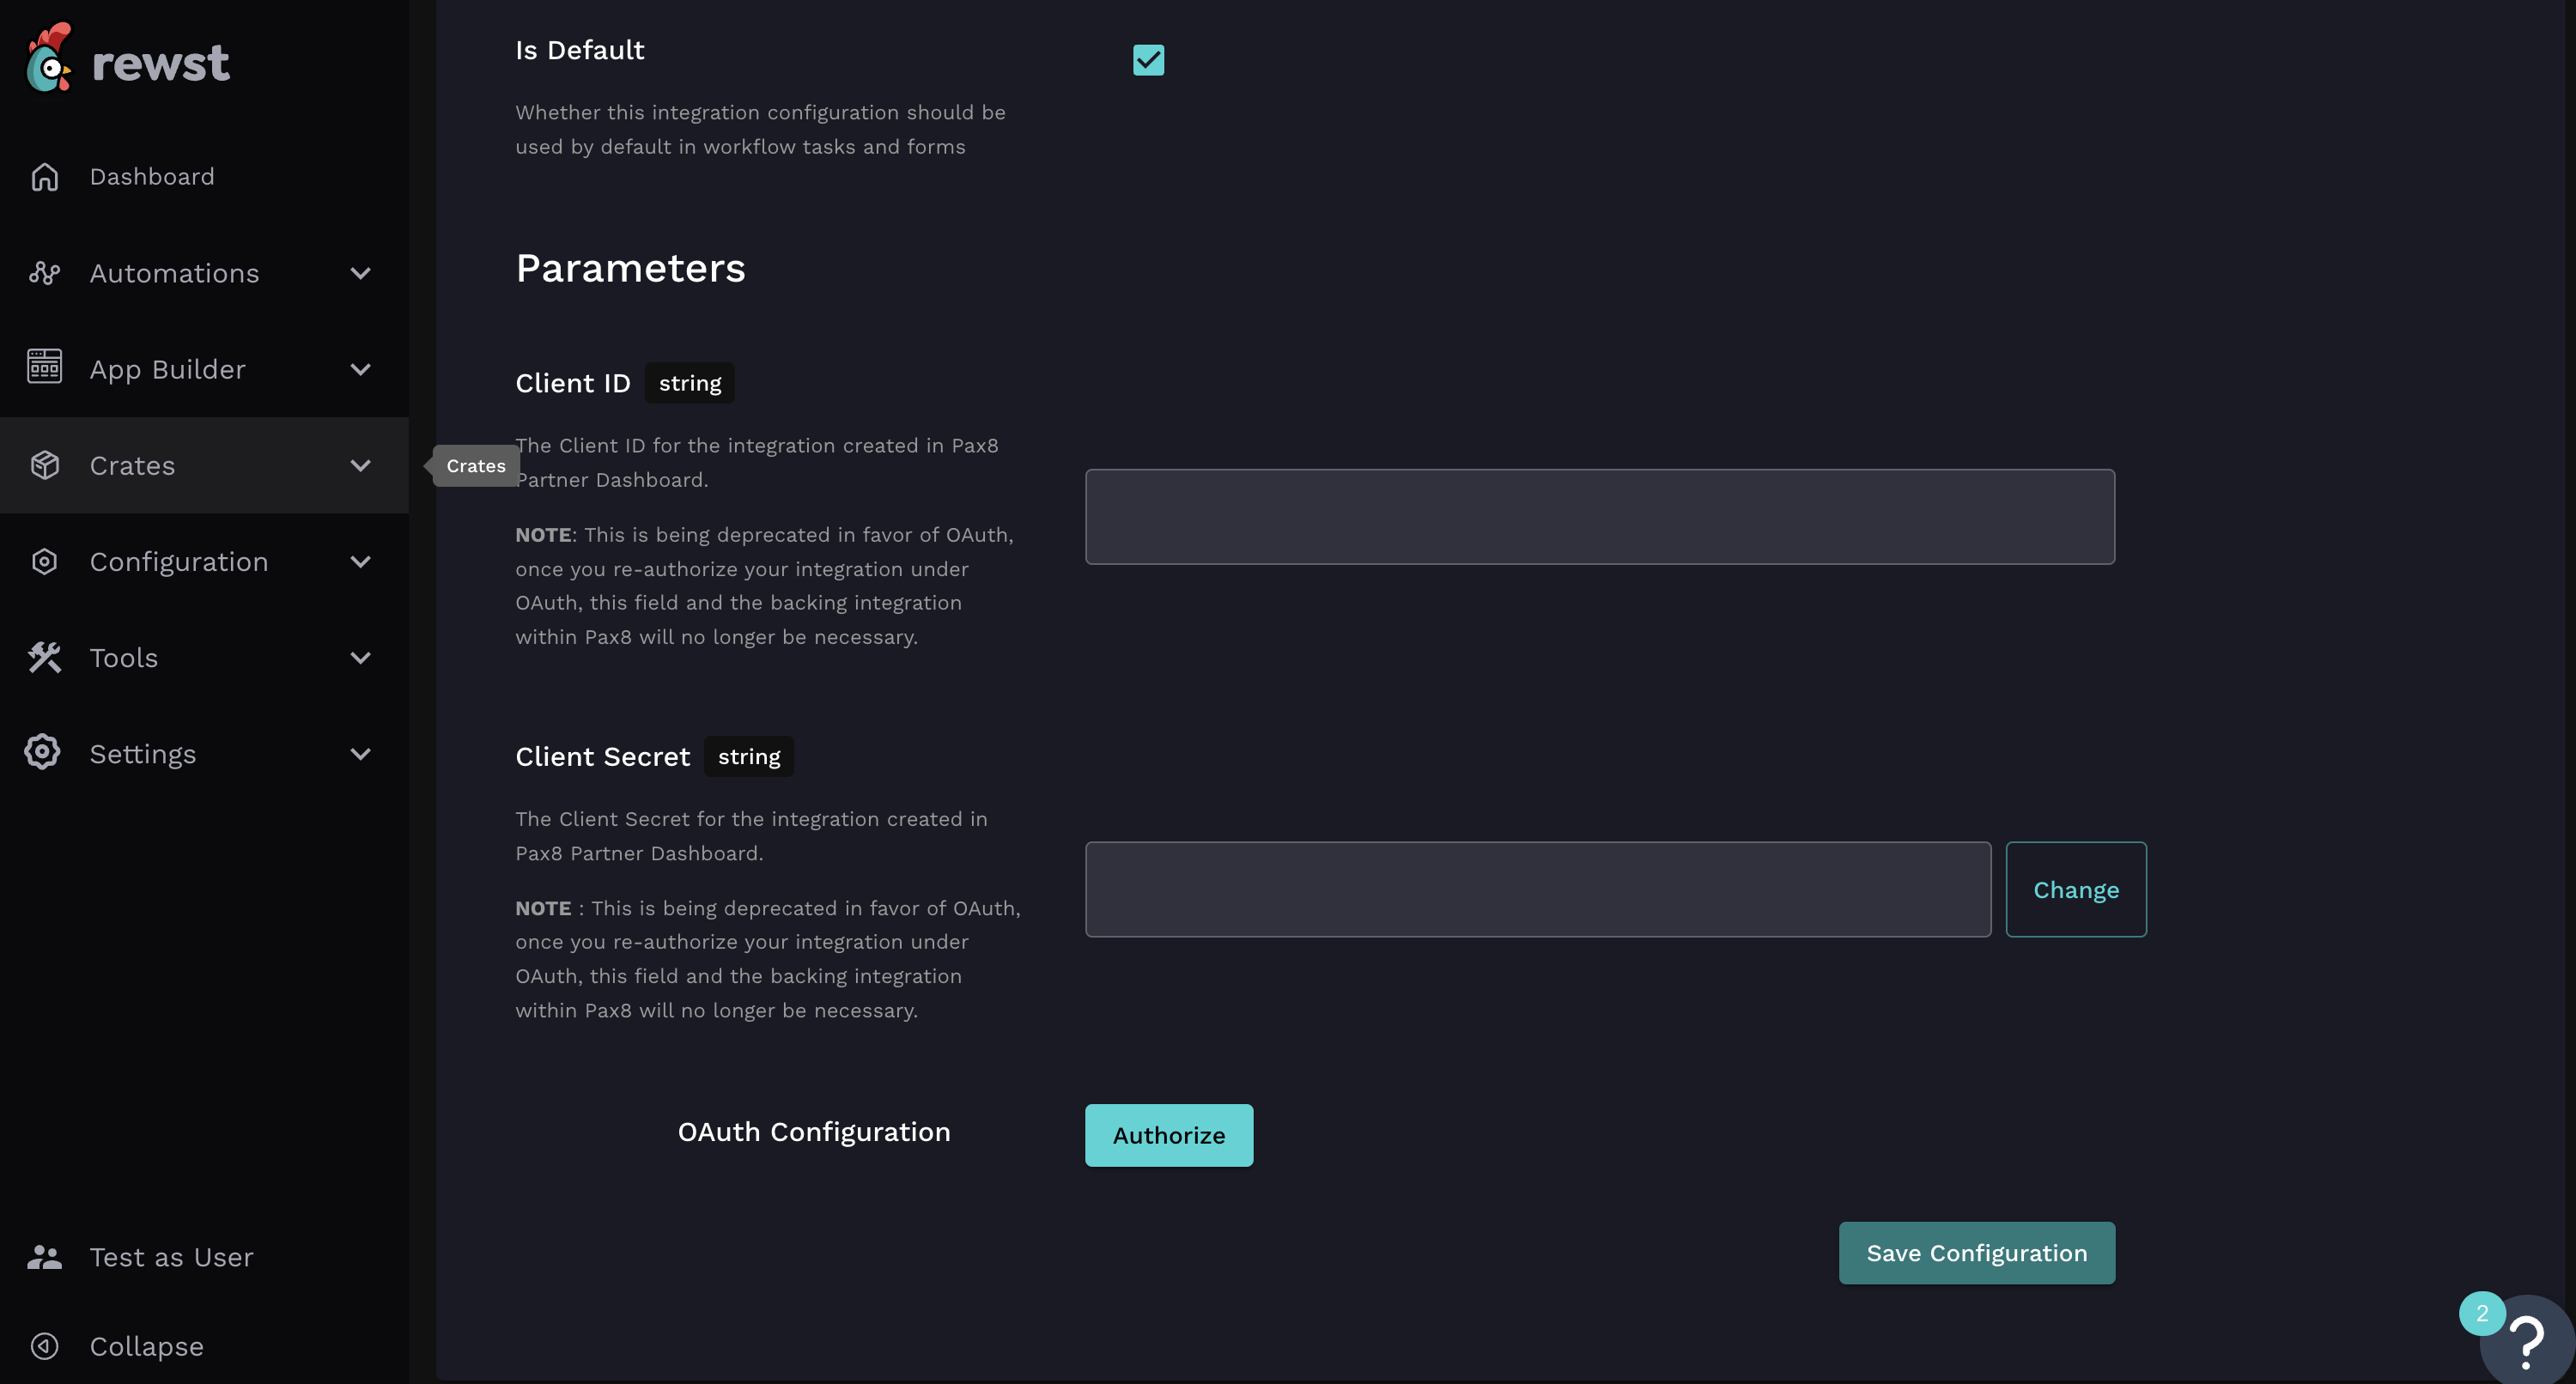 rewst
Dashboard
Automations
App Builder
Crates
Configuration
Tools
Settings
Test as User
Collapse
Crates
Is Default
Whether this integration configuration should be
used by default in workflow tasks and forms
Parameters
Client ID string
The Client ID for the integration created in Pax8
Partner Dashboard.
NOTE: This is being deprecated in favor of OAuth,
once you re-authorize your integration under
OAuth, this field and the backing integration
within Pax8 will no longer be necessary.
Client Secret string
The Client Secret for the integration created in
Pax8 Partner Dashboard.
NOTE : This is being deprecated in favor of OAuth,
once you re-authorize your integration under
OAuth, this field and the backing integration
within Pax8 will no longer be necessary.
Change
OAuth Configuration
Authorize
Save Configuration
2
?